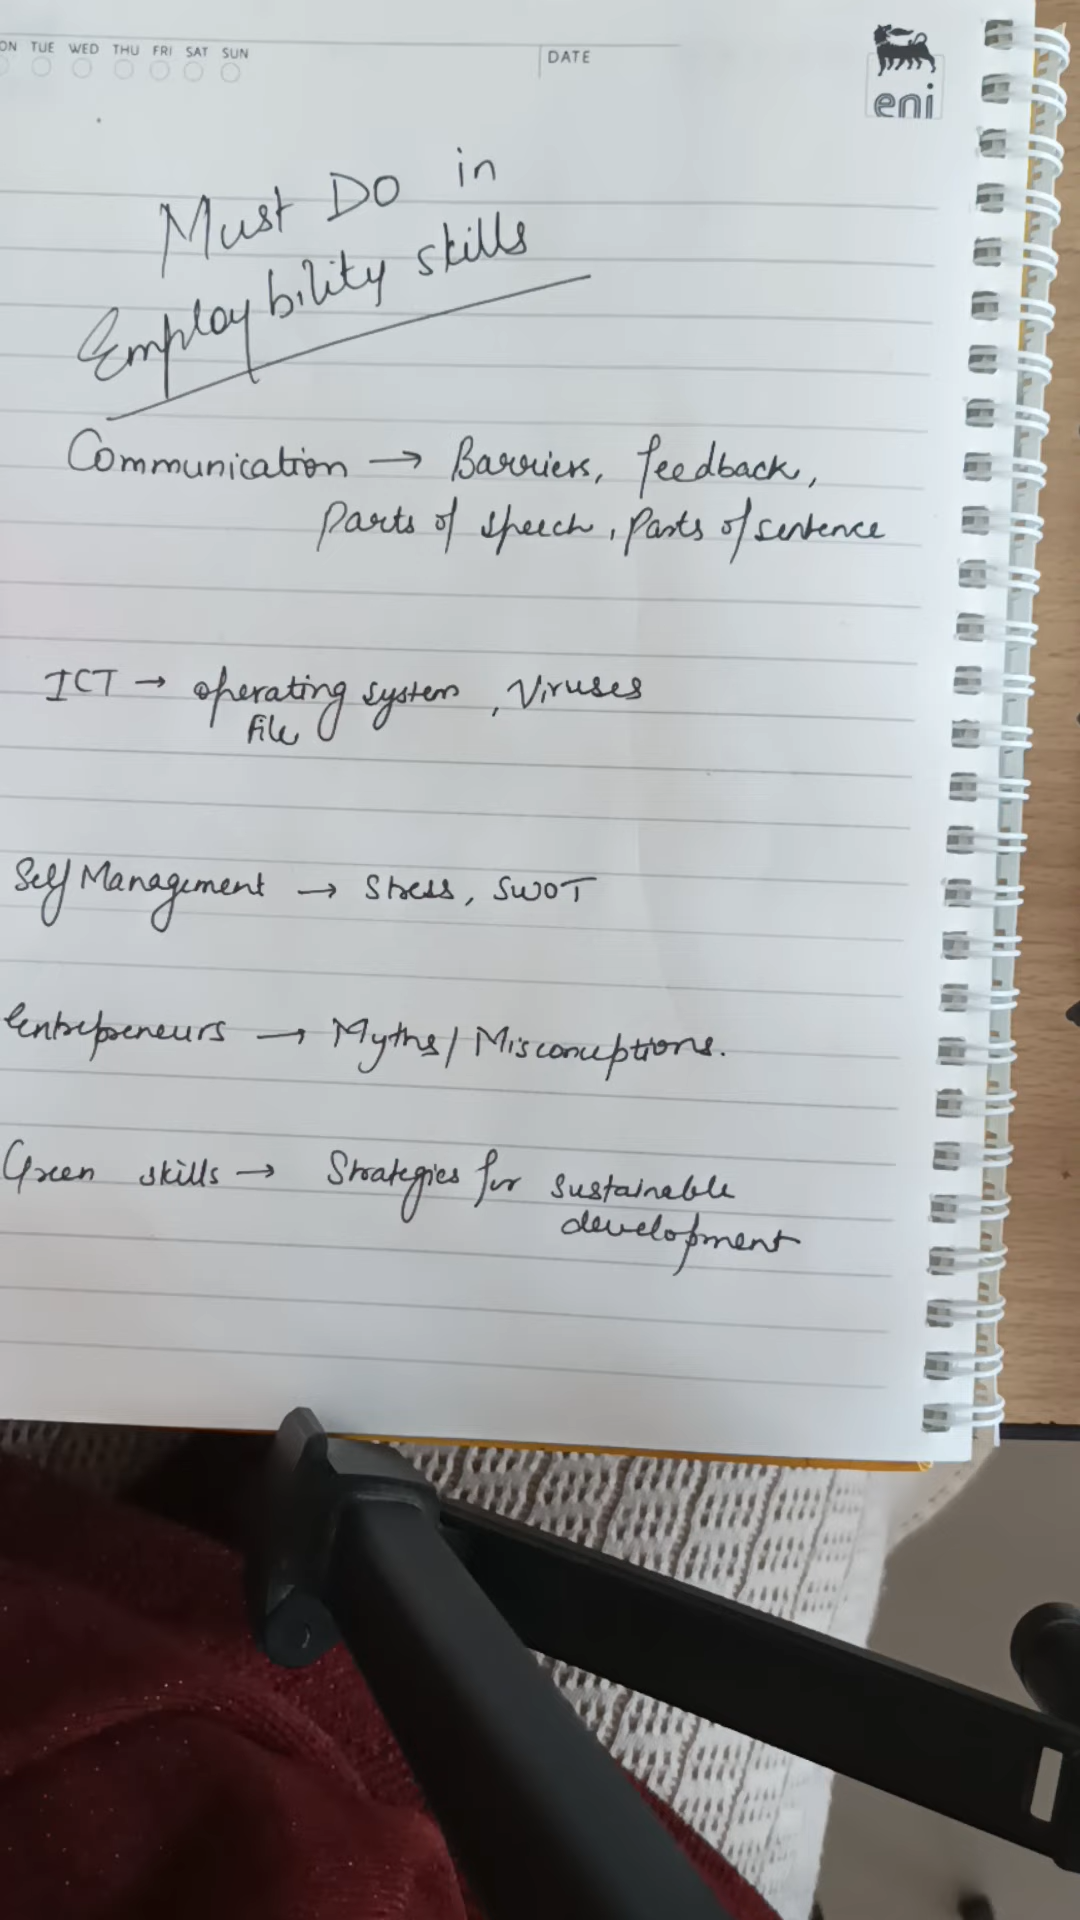 ON TUE WED THU FRI SAT SUN
DATE
eni
Must Do in
Employbility skills
Communication → Barriers, feedback,
Parts of speech, Parts of sentence
ICT → operating system, Viruses
File
Self Management → Stress, SWOT
Entrepreneurs → Myths/Misconceptions.
Green skills → Strategies for sustainable
development